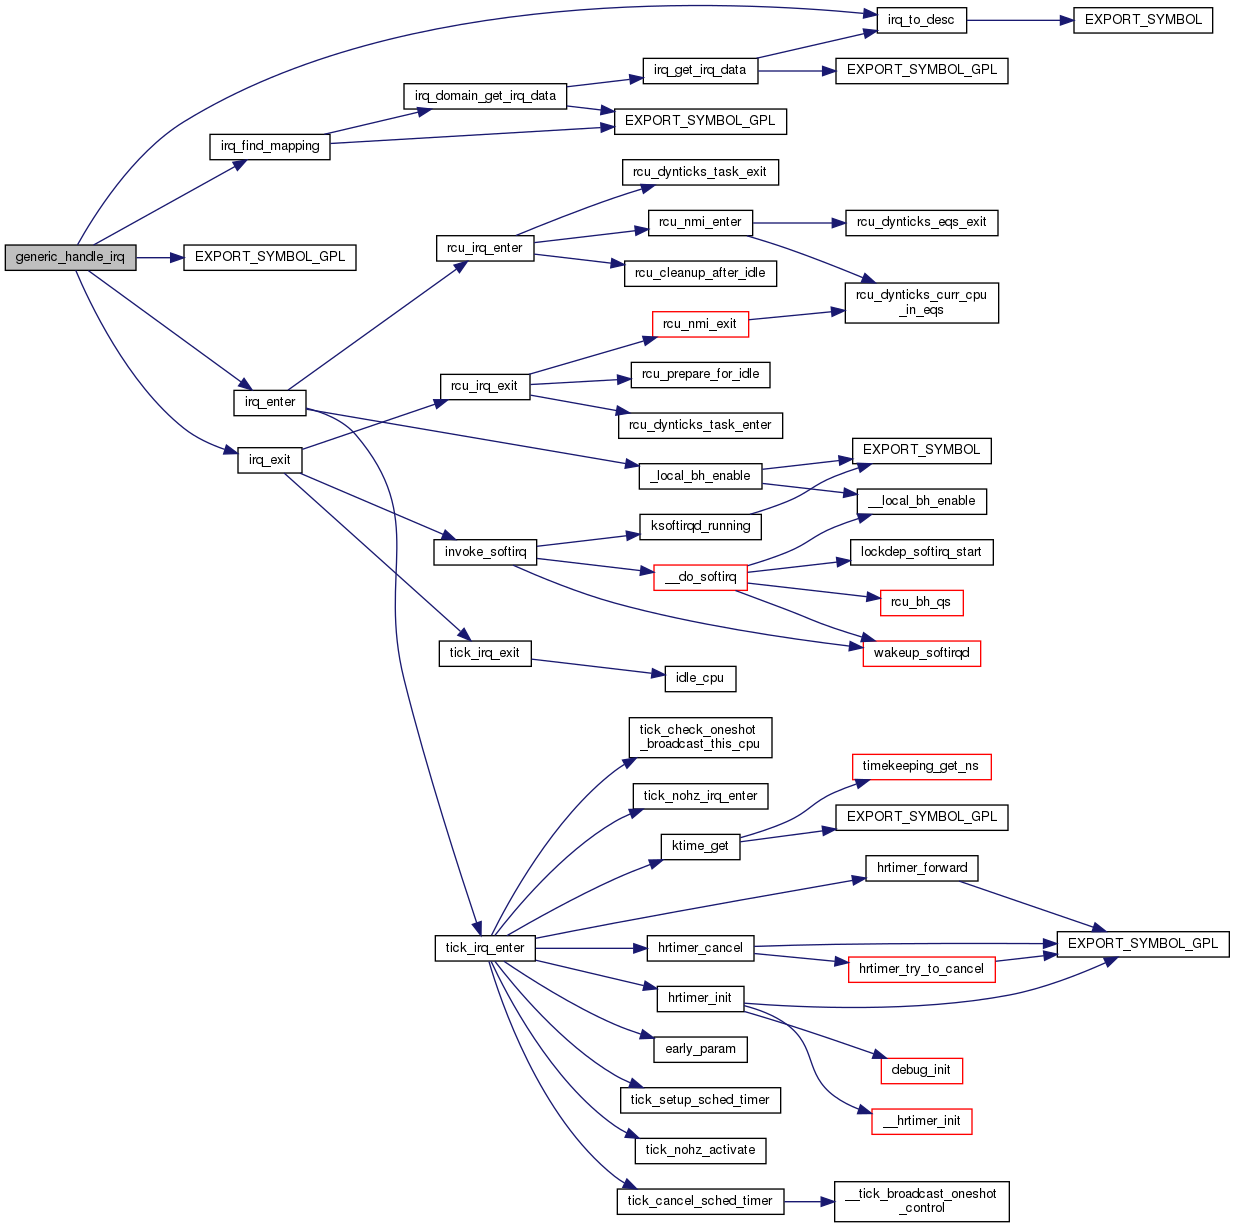 irq_to_desc
EXPORT_SYMBOL
irq_get_irq_data
EXPORT_SYMBOL_GPL
irq_domain_get_irq_data
EXPORT_SYMBOL_GPL
irq_find_mapping
rcu_dynticks_task_exit
rcu_nmi_enter
rcu_dynticks_eqs_exit
rcu_irq_enter
generic_handle_irq
EXPORT_SYMBOL_GPL
rcu_cleanup_after_idle
rcu_dynticks_curr_cpu
_in_eqs
rcu_nmi_exit
rcu_prepare_for_idle
rcu_irq_exit
irq_enter
rcu_dynticks_task_enter
EXPORT_SYMBOL
irq_exit
_local_bh_enable
__local_bh_enable
ksoftirqd_running
invoke_softirq
lockdep_softirq_start
__do_softirq
rcu_bh_qs
tick_irq_exit
wakeup_softirqd
idle_cpu
tick_check_oneshot
_broadcast_this_cpu
timekeeping_get_ns
tick_nohz_irq_enter
EXPORT_SYMBOL_GPL
ktime_get
hrtimer_forward
tick_irq_enter
hrtimer_cancel
EXPORT_SYMBOL_GPL
hrtimer_try_to_cancel
hrtimer_init
early_param
debug_init
tick_setup_sched_timer
__hrtimer_init
tick_nohz_activate
tick_cancel_sched_timer
__tick_broadcast_oneshot
_control